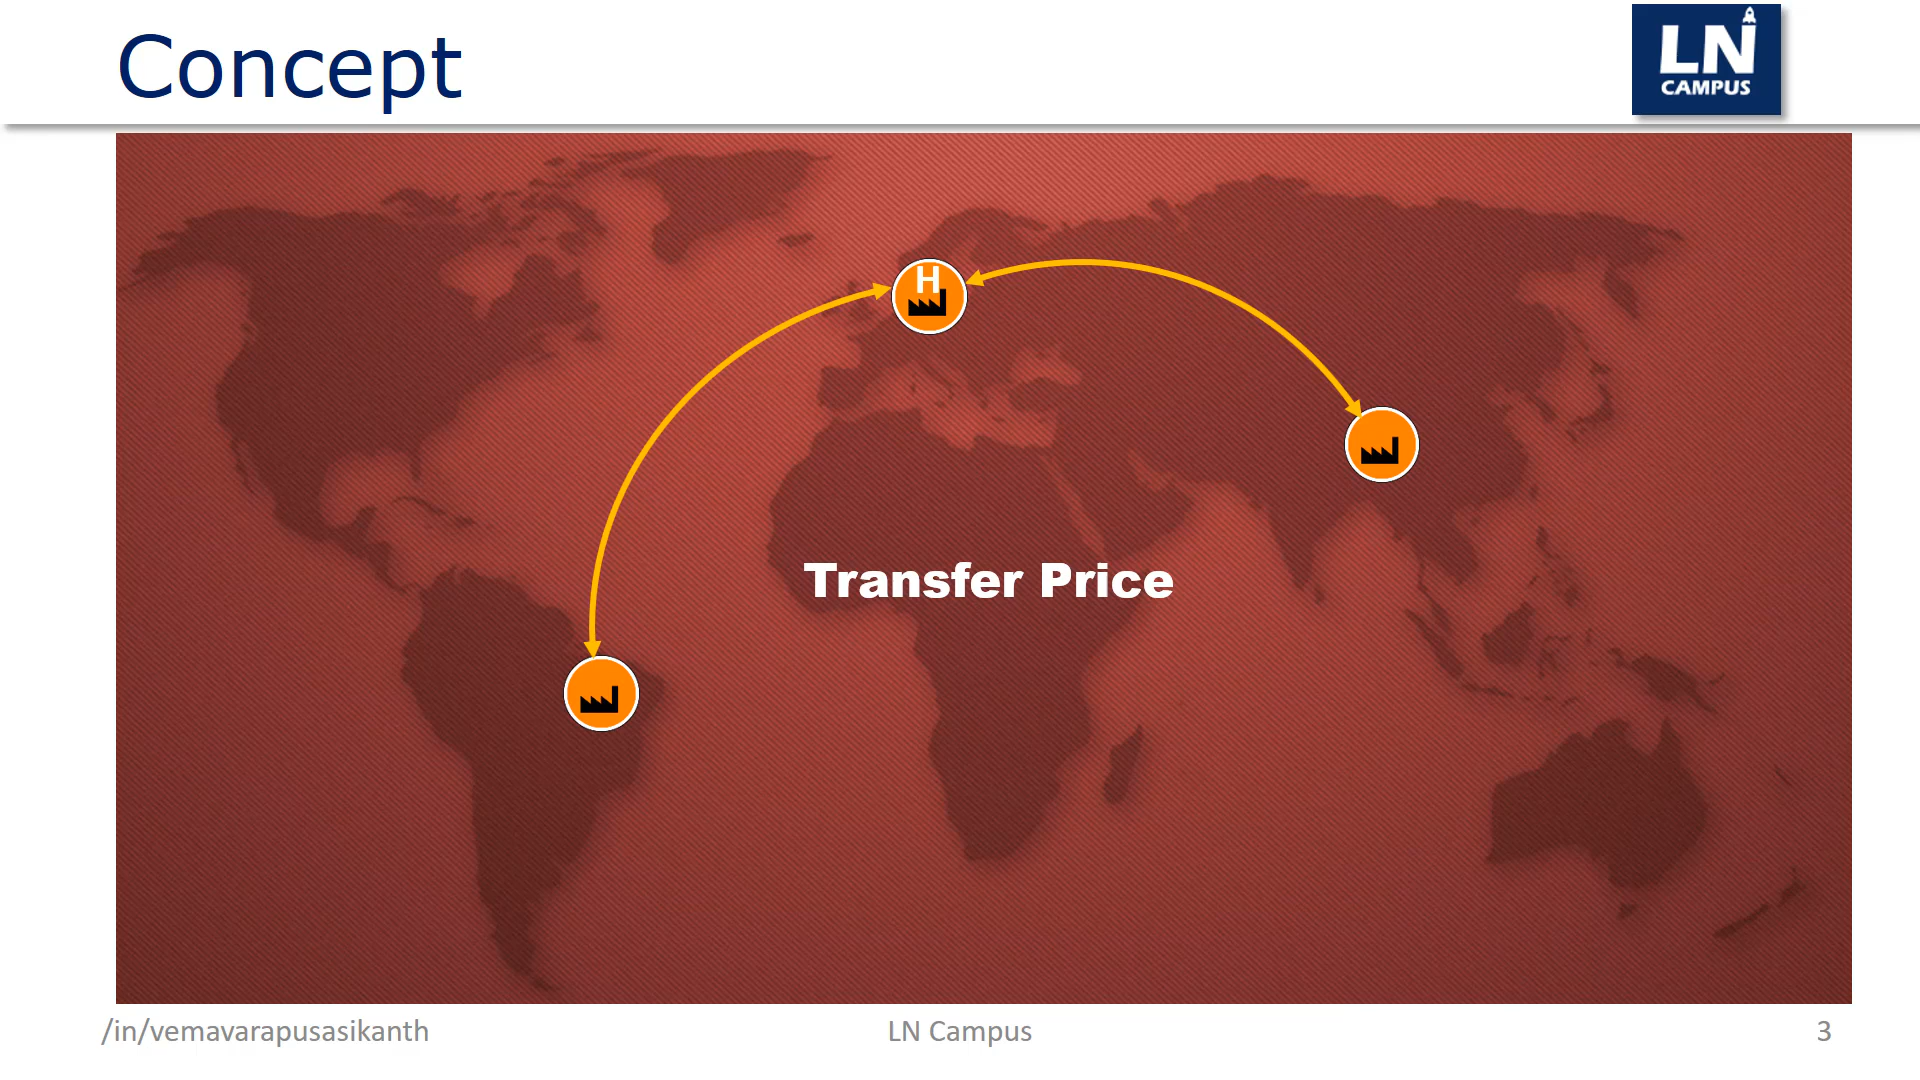 Concept
LN
CAMPUS
H
Transfer Price
/in/vemavarapusasikanth
LN Campus
3